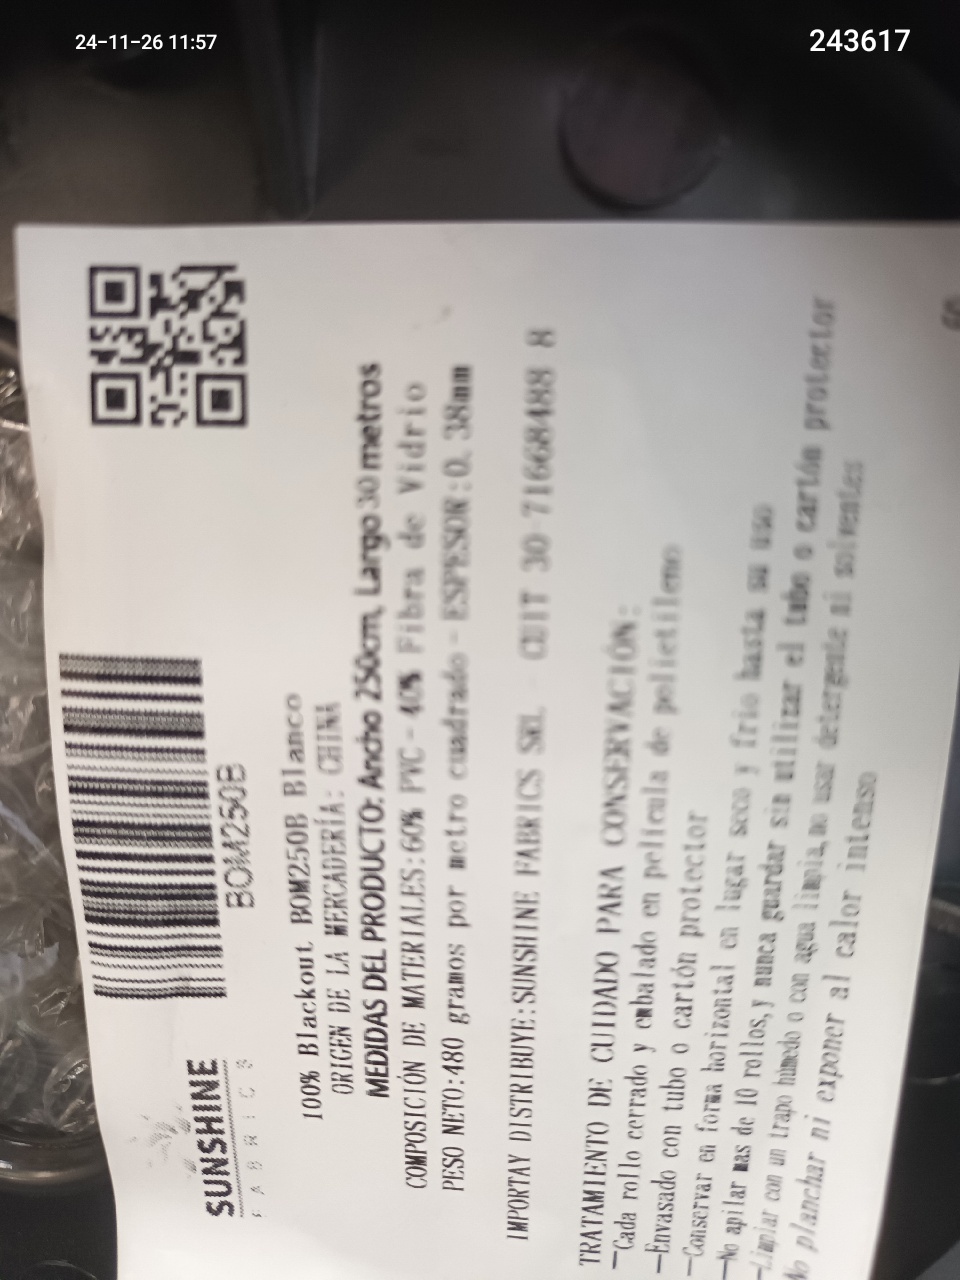 24-11-26 11:57
243617
SUNSHINE
FABRICS
BOM250B
100% Blackout BOM250B Blanco
ORIGEN DE LA MERCADERÍA: CHINA
MEDIDAS DEL PRODUCTO: Ancho 250cm, Largo 30 metros
COMPOSICIÓN DE MATERIALES:60% PVC-40% Fibra de Vidrio
PESO NETO:480 gramos por metro cuadrado - ESPESOR:0.38mm
IMPORTAY DISTRIBUYE:SUNSHINE FABRICS SRL - CUIT 30-71668488 8
TRATAMIENTO DE CUIDADO PARA CONSERVACIÓN:
—Cada rollo cerrado y embalado en película de polietileno
—Envasado con tubo o cartón protector
—Conservar en forma horizontal en lugar seco y frio hasta su uso
—No apilar mas de 10 rollos,y nunca guardar sin utilizar el tubo o cartón protector
—Limpiar con un trapo húmedo o con agua limpia,no usar detergente ni solventes
No planchar ni exponer al calor intenso